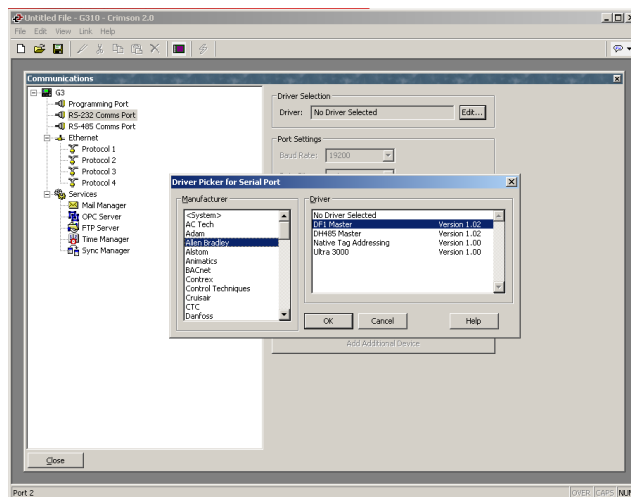 Untitled File - G310 - Crimson 2.0
File Edit View Link Help
Communications
G3
Programming Port
RS-232 Comms Port
RS-485 Comms Port
Ethernet
Protocol 1
Protocol 2
Protocol 3
Protocol 4
Services
Mail Manager
OPC Server
FTP Server
Time Manager
Sync Manager
Driver Selection
Driver: No Driver Selected Edit...
Port Settings
Baud Rate: 19200
Driver Picker for Serial Port
Manufacturer
<System>
AC Tech
Adam
Allen Bradley
Alstom
Animatics
BACnet
Contrex
Control Techniques
Cruisair
CTC
Danfoss
Driver
No Driver Selected
DF1 Master Version 1.02
DH485 Master Version 1.02
Native Tag Addressing Version 1.00
Ultra 3000 Version 1.00
OK Cancel Help
Add Additional Device
Close
Port 2 OVER CAPS NUM